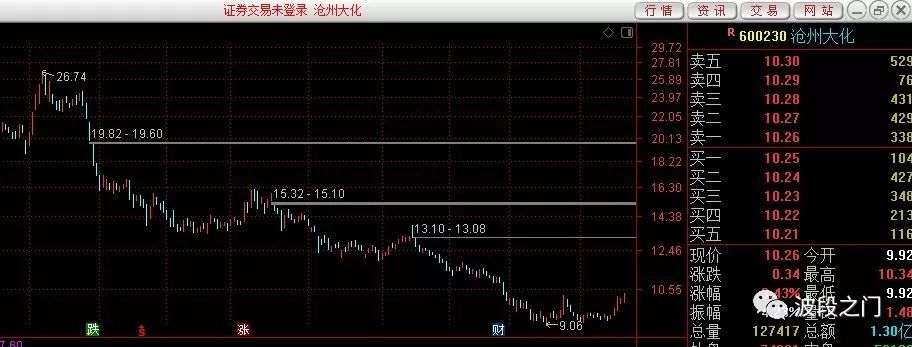 证券交易未登录 沧州大化
行情 资讯 交易 网站
R 600230 沧州大化
29.72
27.81
25.89
23.97
22.05
20.13
18.22
16.30
14.38
12.46
10.55
26.74
19.82 - 19.60
15.32 - 15.10
13.10 - 13.08
9.06
跌
涨
财
卖五 10.30 529
卖四 10.29 76
卖三 10.28 431
卖二 10.27 429
卖一 10.26 338
买一 10.25 104
买二 10.24 427
买三 10.23 348
买四 10.22 213
买五 10.21 116
现价 10.26 今开 9.92
涨跌 0.34 最高 10.34
涨幅 最低 9.92
振幅 1.48
总量 127417 总额 1.30亿
波段之门